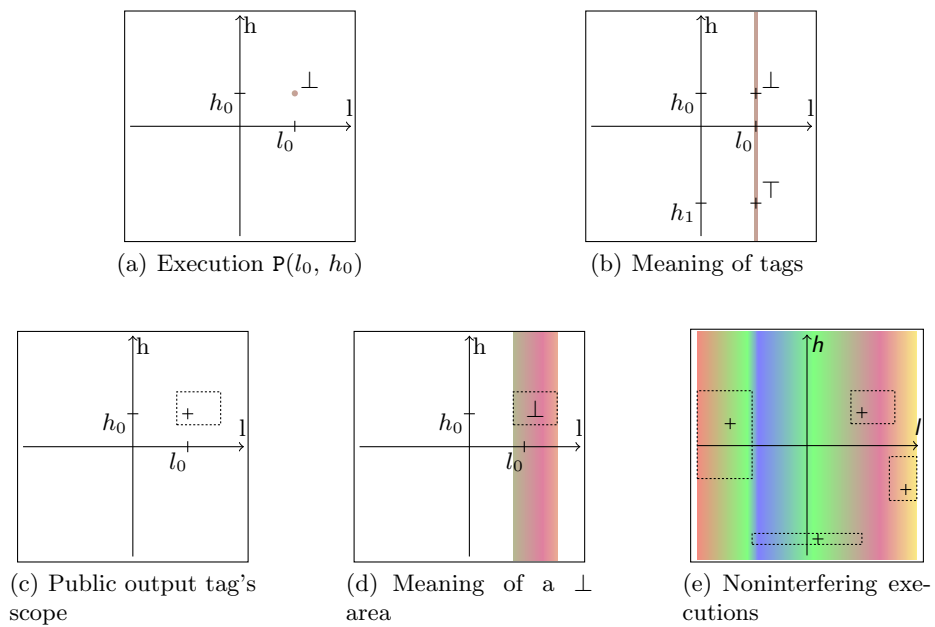 h
⊥
h₀
l
l₀
(a) Execution P(l₀, h₀)
h
⊥
h₀
l
l₀
⊤
h₁
(b) Meaning of tags
h
h₀
l
l₀
(c) Public output tag's
scope
h
⊥
h₀
l
l₀
(d) Meaning of a ⊥
area
h
l
(e) Noninterfering exe-
cutions